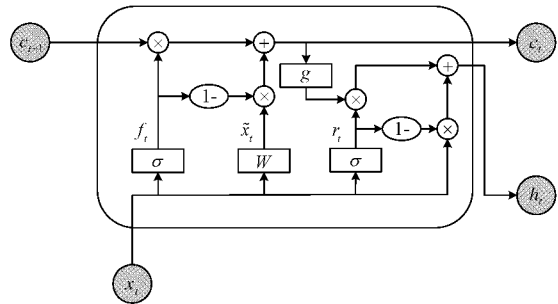 c_{t-1} × + c_t
g +
1- × × 1- ×
f_t x̃_t r_t
σ W σ
h_t
x_t